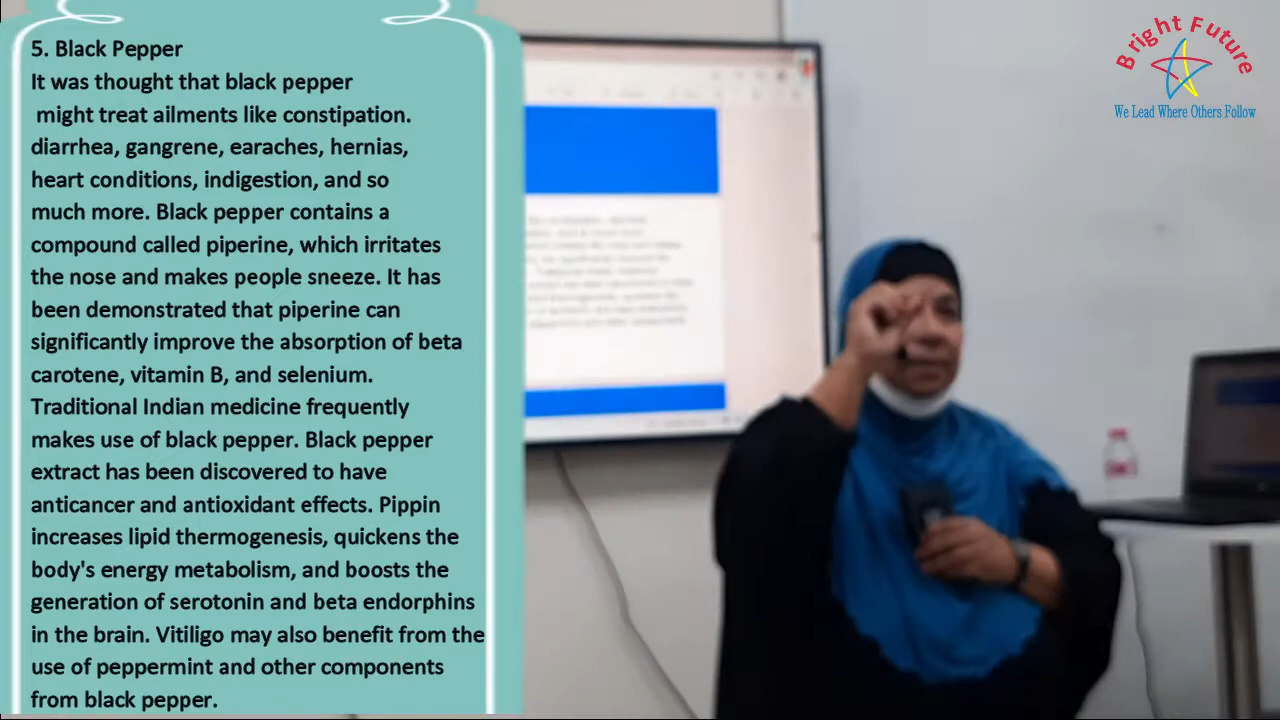 5. Black Pepper
It was thought that black pepper
might treat ailments like constipation.
diarrhea, gangrene, earaches, hernias,
heart conditions, indigestion, and so
much more. Black pepper contains a
compound called piperine, which irritates
the nose and makes people sneeze. It has
been demonstrated that piperine can
significantly improve the absorption of beta
carotene, vitamin B, and selenium.
Traditional Indian medicine frequently
makes use of black pepper. Black pepper
extract has been discovered to have
anticancer and antioxidant effects. Pippin
increases lipid thermogenesis, quickens the
body's energy metabolism, and boosts the
generation of serotonin and beta endorphins
in the brain. Vitiligo may also benefit from the
use of peppermint and other components
from black pepper.
Bright Future
We Lead Where Others Follow